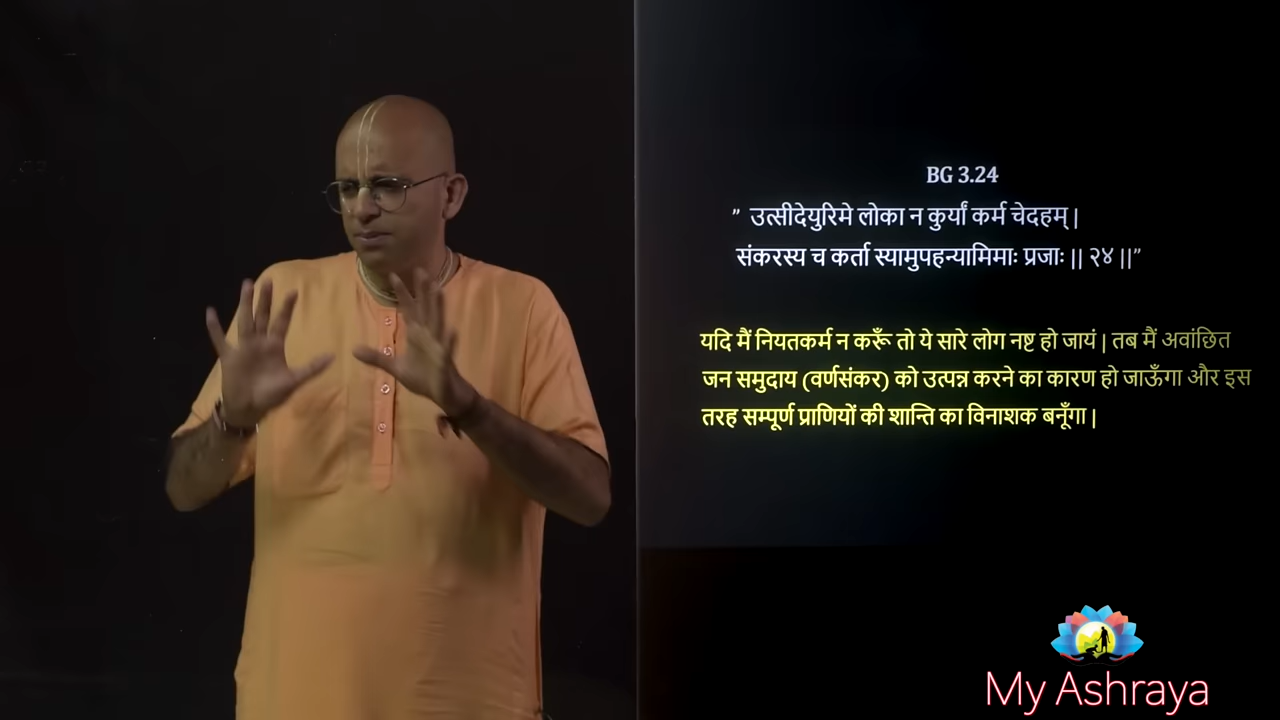 BG 3.24
” उत्सीदेयुरिमे लोका न कुर्यां कर्म चेदहम् |
संकरस्य च कर्ता स्यामुपहन्यामिमाः प्रजाः || २४ ||”
यदि मैं नियतकर्म न करूँ तो ये सारे लोग नष्ट हो जायं | तब मैं अवांछित
जन समुदाय (वर्णसंकर) को उत्पन्न करने का कारण हो जाऊँगा और इस
तरह सम्पूर्ण प्राणियों की शान्ति का विनाशक बनूँगा |
My Ashraya